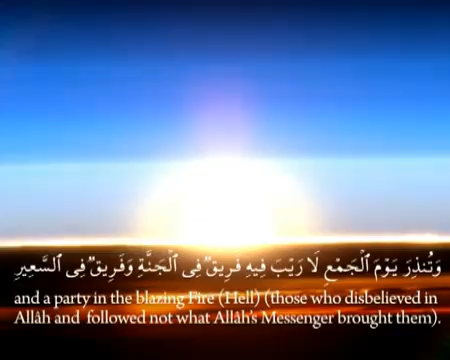 وَتُنذِرَ يَوْمَ ٱلْجَمْعِ لَا رَيْبَ فِيهِ فَرِيقٌ فِى ٱلْجَنَّةِ وَفَرِيقٌ فِى ٱلسَّعِيرِ
and a party in the blazing Fire (Hell) (those who disbelieved in
Allâh and followed not what Allâh's Messenger brought them).